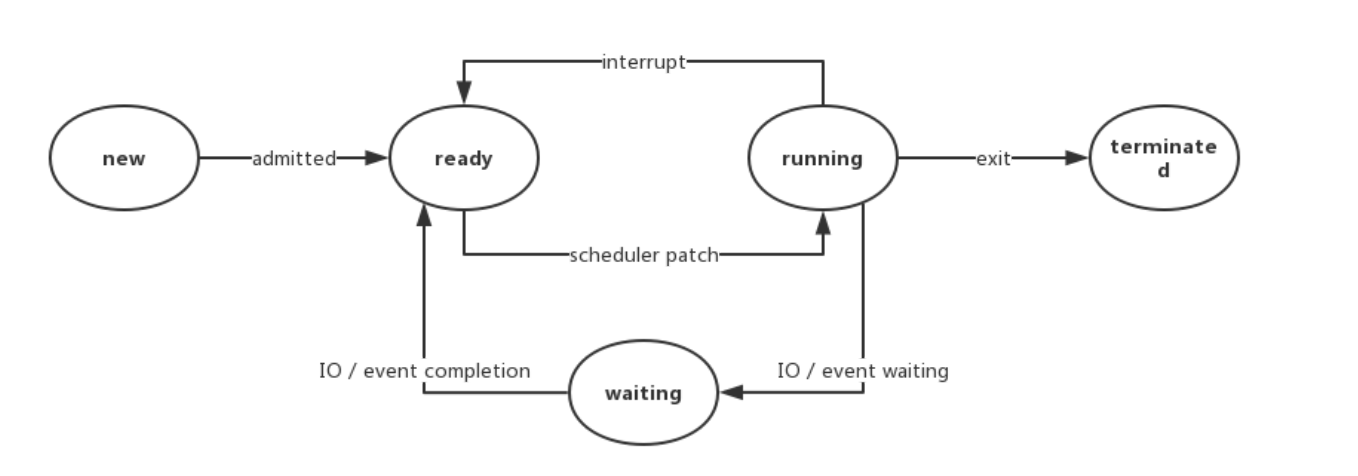 interrupt
new
admitted
ready
running
exit
terminate
d
scheduler patch
IO / event completion
IO / event waiting
waiting